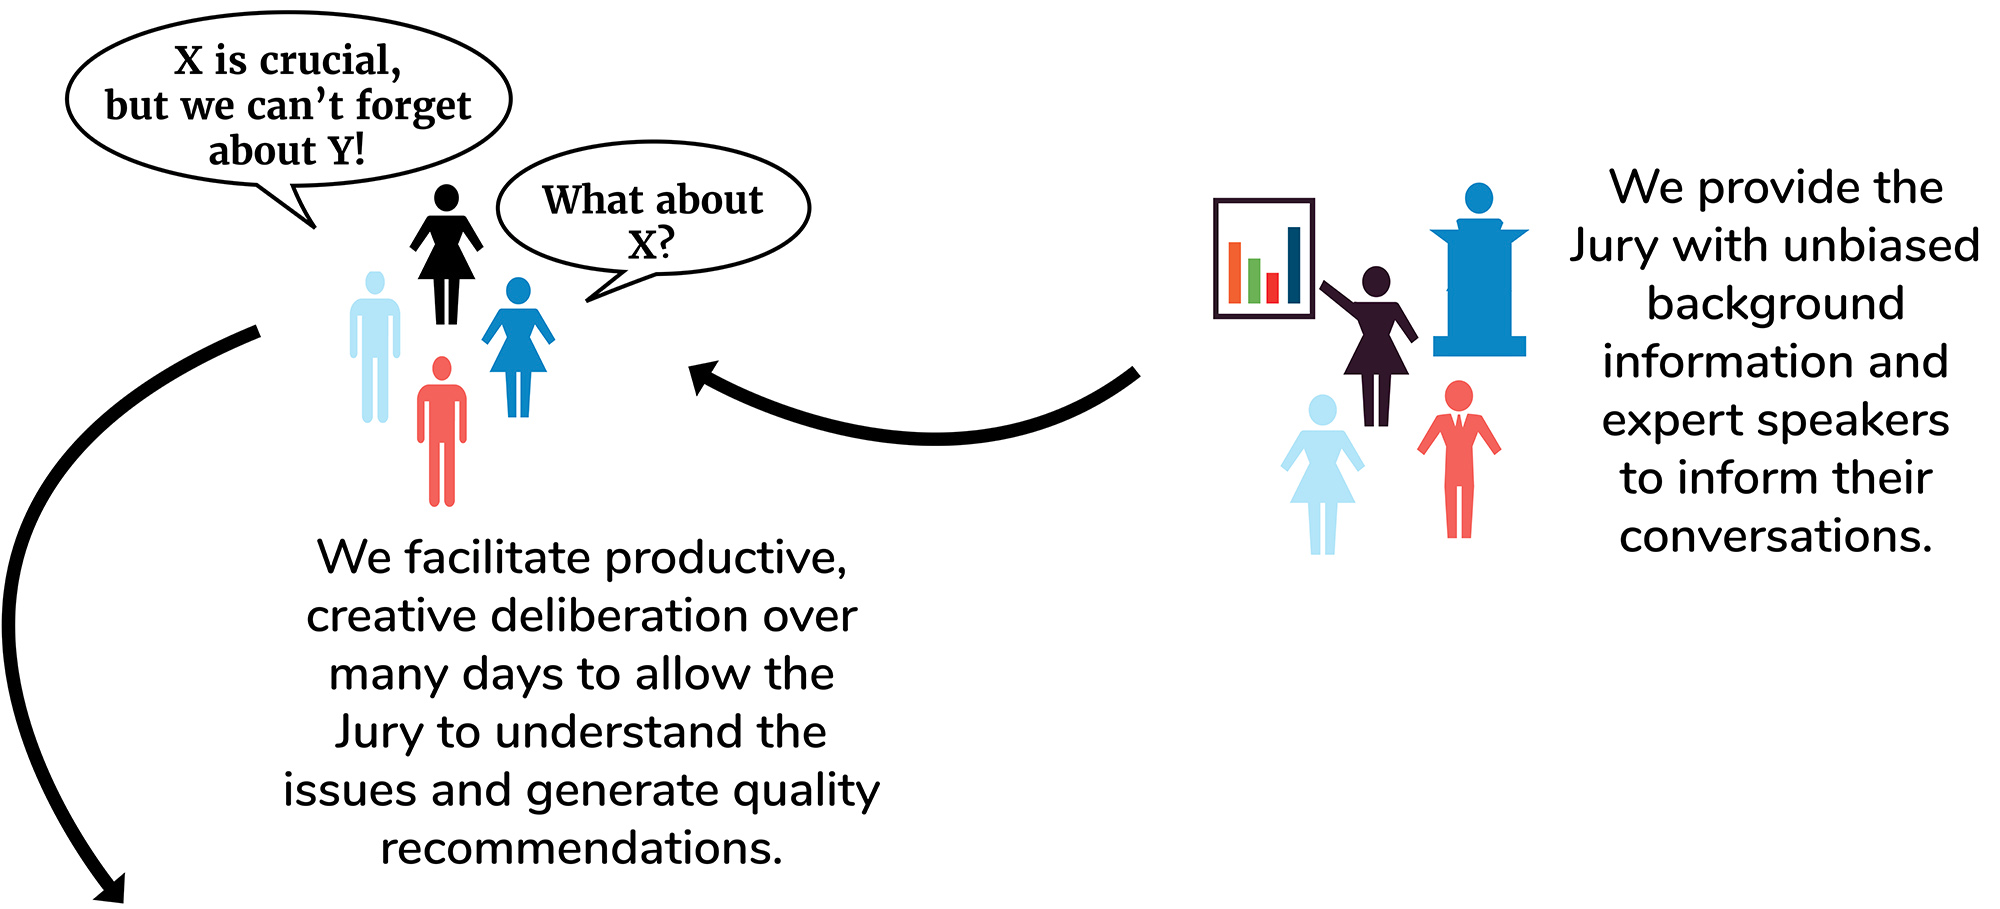 X is crucial,
but we can’t forget
about Y!
What about
X?
We provide the
Jury with unbiased
background
information and
expert speakers
to inform their
conversations.
We facilitate productive,
creative deliberation over
many days to allow the
Jury to understand the
issues and generate quality
recommendations.